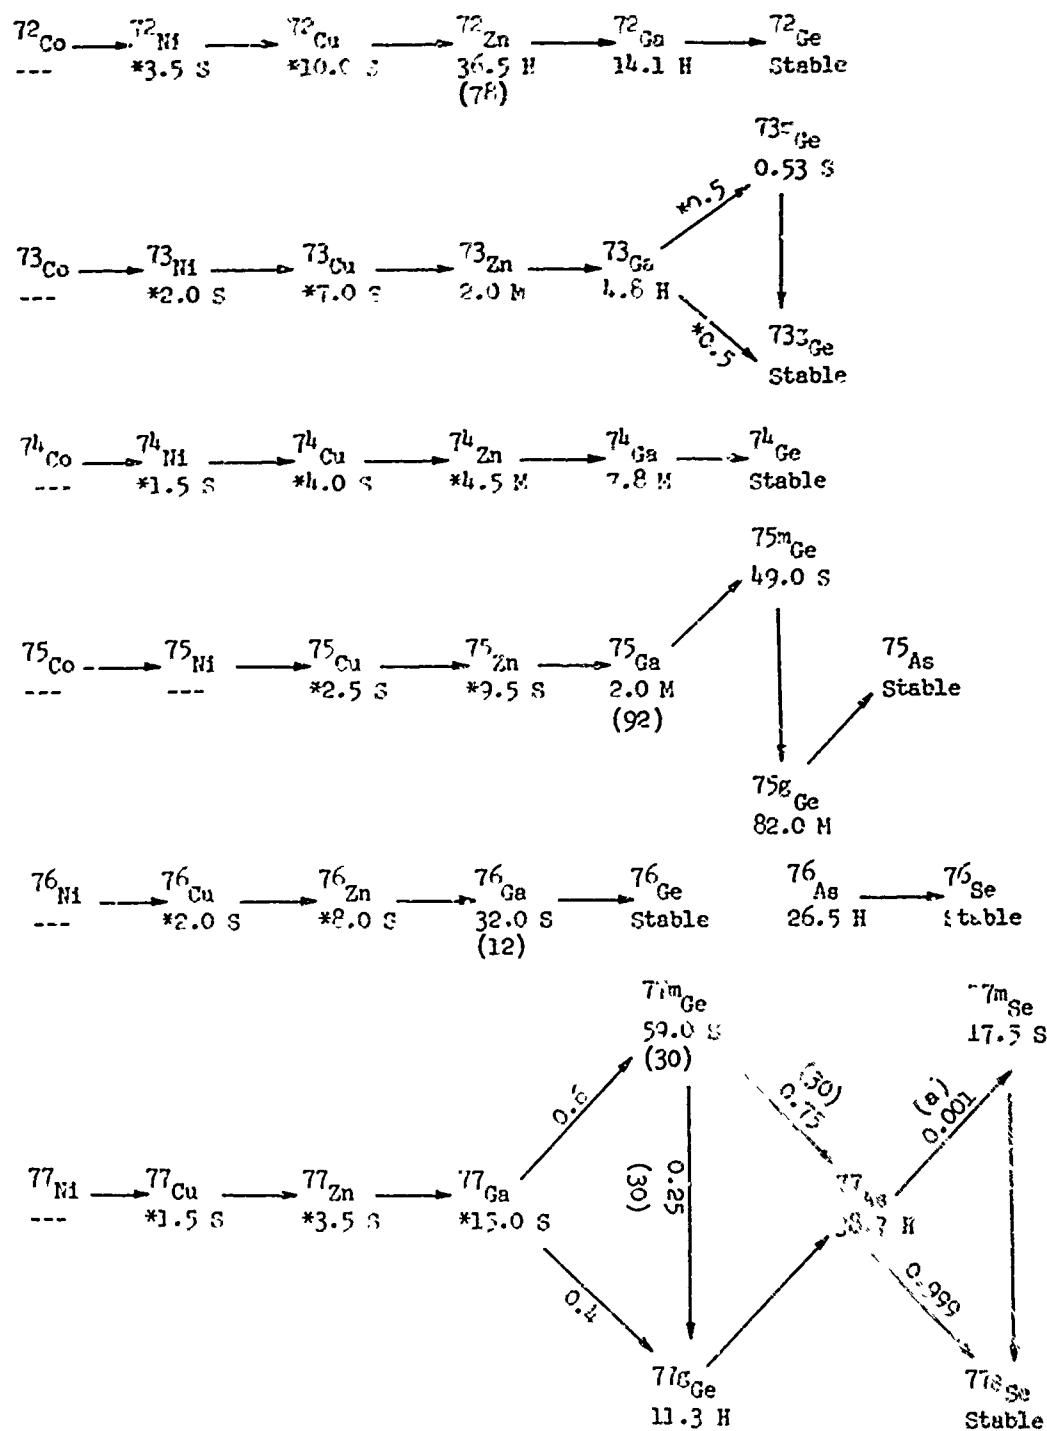 72Co 72Ni 72Cu 72Zn 72Ga 72Ge
--- *3.5 S *10.0 S 36.5 H 14.1 H Stable
(78)
73mGe
0.53 S
*0.5
73Co 73Ni 73Cu 73Zn 73Ga
--- *2.0 S *7.0 S 2.0 M 4.8 H
*0.5
73gGe
Stable
74Co 74Ni 74Cu 74Zn 74Ga 74Ge
--- *1.5 S *4.0 S *4.5 M 7.8 M Stable
75mGe
49.0 S
75Co 75Ni 75Cu 75Zn 75Ga 75As
--- --- *2.5 S *9.5 S 2.0 M Stable
(92)
75gGe
82.0 M
76Ni 76Cu 76Zn 76Ga 76Ge 76As 76Se
--- *2.0 S *8.0 S 32.0 S Stable 26.5 H Stable
(12)
77mGe 77mSe
59.0 S 17.5 S
(30)
0.6 (30) 0.75 (a) 0.001
0.25 (30)
77Ni 77Cu 77Zn 77Ga 77As
--- *1.5 S *3.5 S *15.0 S H
0.4 0.999
77gGe 77gSe
11.3 H Stable